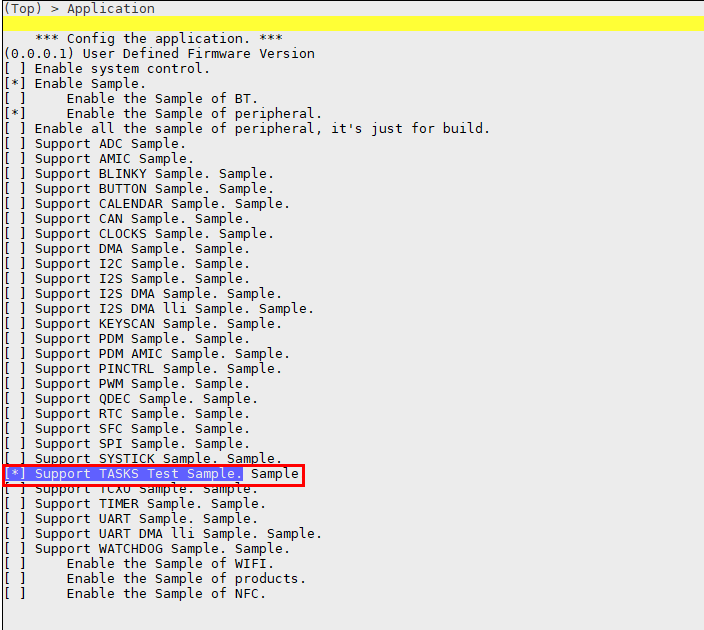 (Top) > Application
*** Config the application. ***
(0.0.0.1) User Defined Firmware Version
[ ] Enable system control.
[*] Enable Sample.
[ ]     Enable the Sample of BT.
[*]     Enable the Sample of peripheral.
[ ] Enable all the sample of peripheral, it's just for build.
[ ] Support ADC Sample.
[ ] Support AMIC Sample.
[ ] Support BLINKY Sample. Sample.
[ ] Support BUTTON Sample. Sample.
[ ] Support CALENDAR Sample. Sample.
[ ] Support CAN Sample. Sample.
[ ] Support CLOCKS Sample. Sample.
[ ] Support DMA Sample. Sample.
[ ] Support I2C Sample. Sample.
[ ] Support I2S Sample. Sample.
[ ] Support I2S DMA Sample. Sample.
[ ] Support I2S DMA lli Sample. Sample.
[ ] Support KEYSCAN Sample. Sample.
[ ] Support PDM Sample. Sample.
[ ] Support PDM AMIC Sample. Sample.
[ ] Support PINCTRL Sample. Sample.
[ ] Support PWM Sample. Sample.
[ ] Support QDEC Sample. Sample.
[ ] Support RTC Sample. Sample.
[ ] Support SFC Sample. Sample.
[ ] Support SPI Sample. Sample.
[ ] Support SYSTICK Sample. Sample.
[*] Support TASKS Test Sample. Sample
[ ] Support TCXO Sample. Sample.
[ ] Support TIMER Sample. Sample.
[ ] Support UART Sample. Sample.
[ ] Support UART DMA lli Sample. Sample.
[ ] Support WATCHDOG Sample. Sample.
[ ]     Enable the Sample of WIFI.
[ ]     Enable the Sample of products.
[ ]     Enable the Sample of NFC.